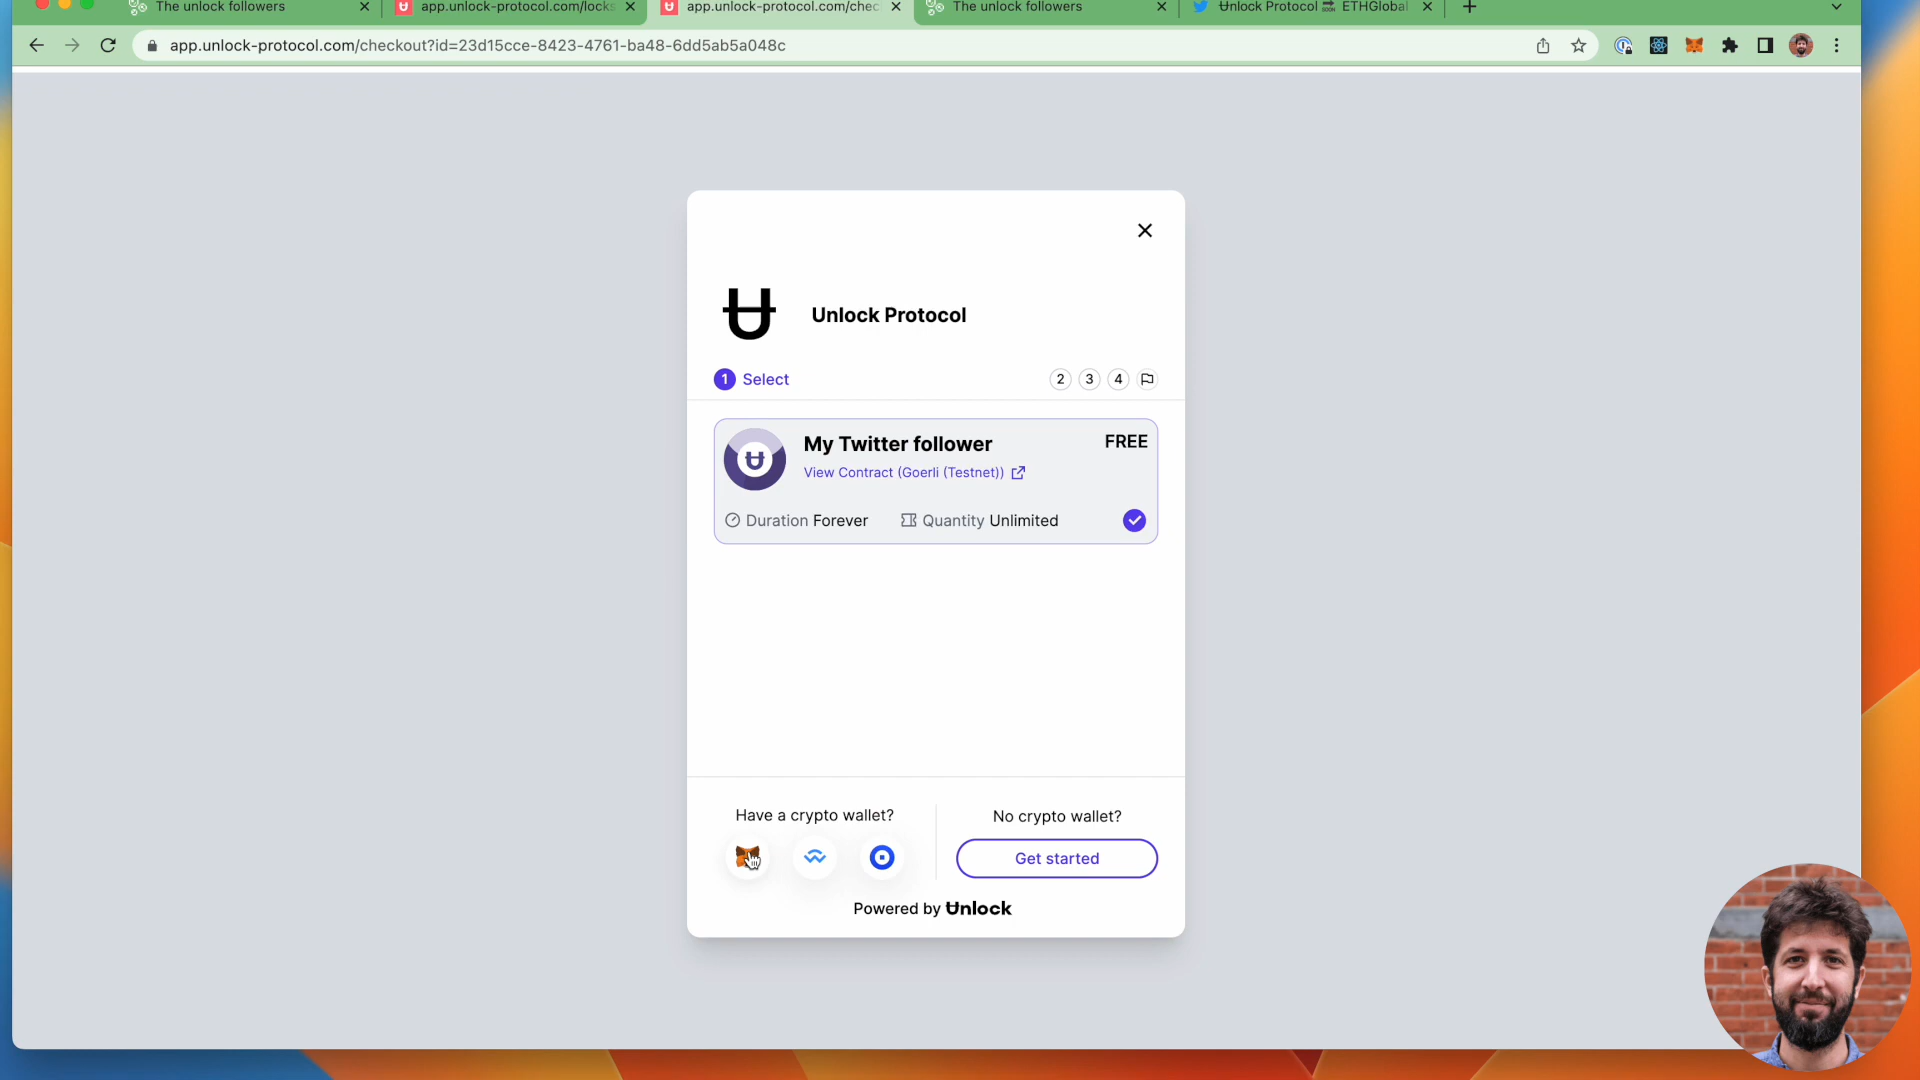 The unlock followers
app.unlock-protocol.com/locks
app.unlock-protocol.com/chec
The unlock followers
Unlock Protocol 🔜 ETHGlobal
app.unlock-protocol.com/checkout?id=23d15cce-8423-4761-ba48-6dd5ab5a048c
Unlock Protocol
1 Select
2 3 4
My Twitter follower
FREE
View Contract (Goerli (Testnet))
Duration Forever
Quantity Unlimited
Have a crypto wallet?
No crypto wallet?
Get started
Powered by Unlock